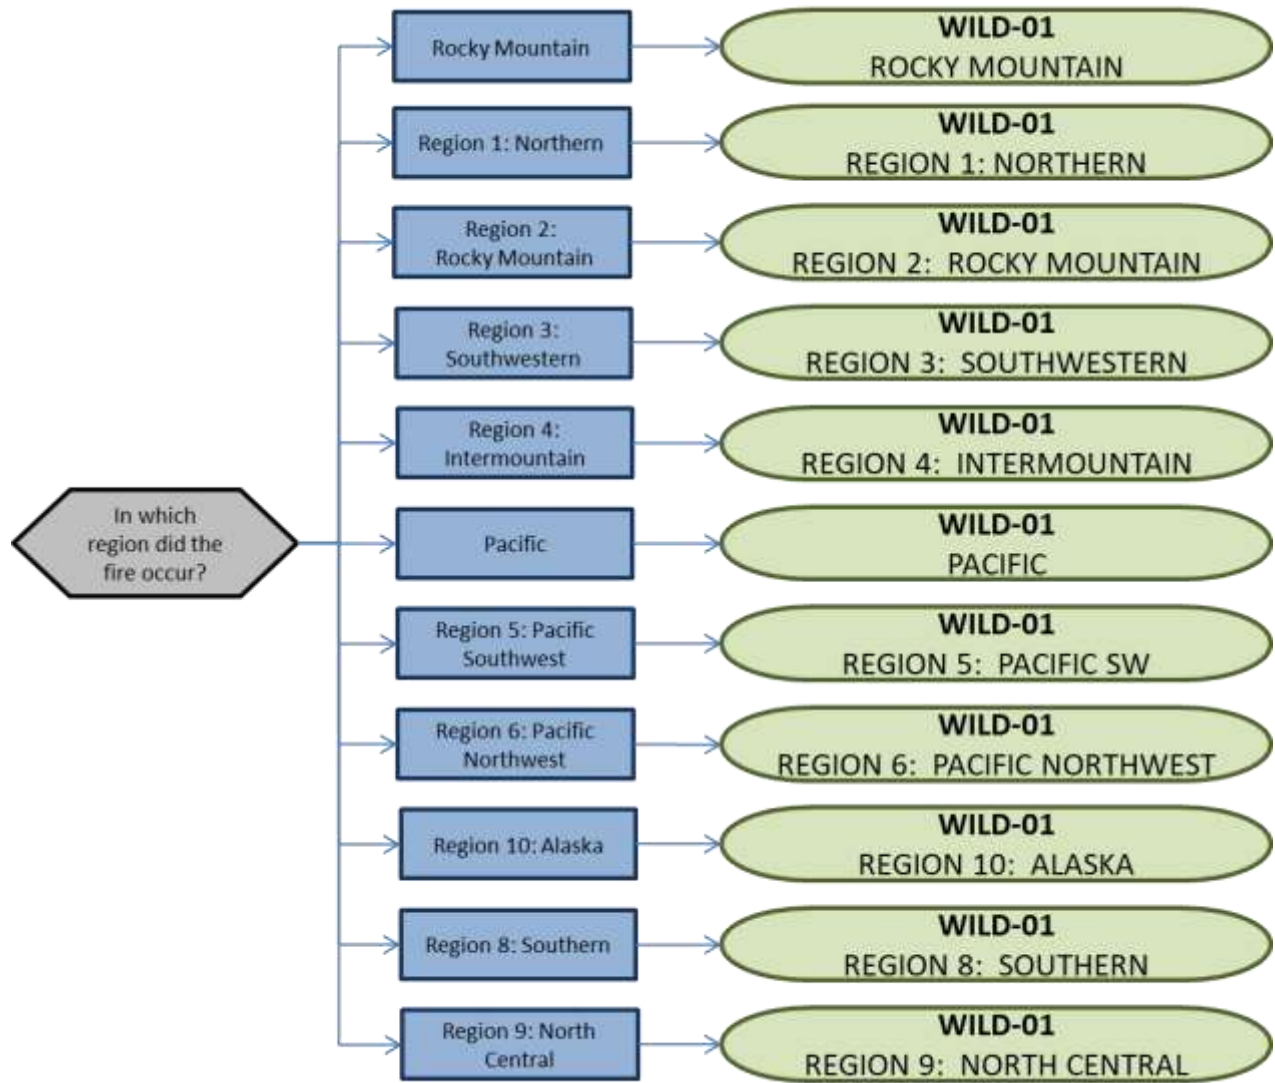 Rocky Mountain
WILD-01
ROCKY MOUNTAIN
Region 1: Northern
WILD-01
REGION 1: NORTHERN
Region 2:
Rocky Mountain
WILD-01
REGION 2: ROCKY MOUNTAIN
Region 3:
Southwestern
WILD-01
REGION 3: SOUTHWESTERN
Region 4:
Intermountain
WILD-01
REGION 4: INTERMOUNTAIN
In which
region did the
fire occur?
Pacific
WILD-01
PACIFIC
Region 5: Pacific
Southwest
WILD-01
REGION 5: PACIFIC SW
Region 6: Pacific
Northwest
WILD-01
REGION 6: PACIFIC NORTHWEST
Region 10: Alaska
WILD-01
REGION 10: ALASKA
Region 8: Southern
WILD-01
REGION 8: SOUTHERN
Region 9: North
Central
WILD-01
REGION 9: NORTH CENTRAL